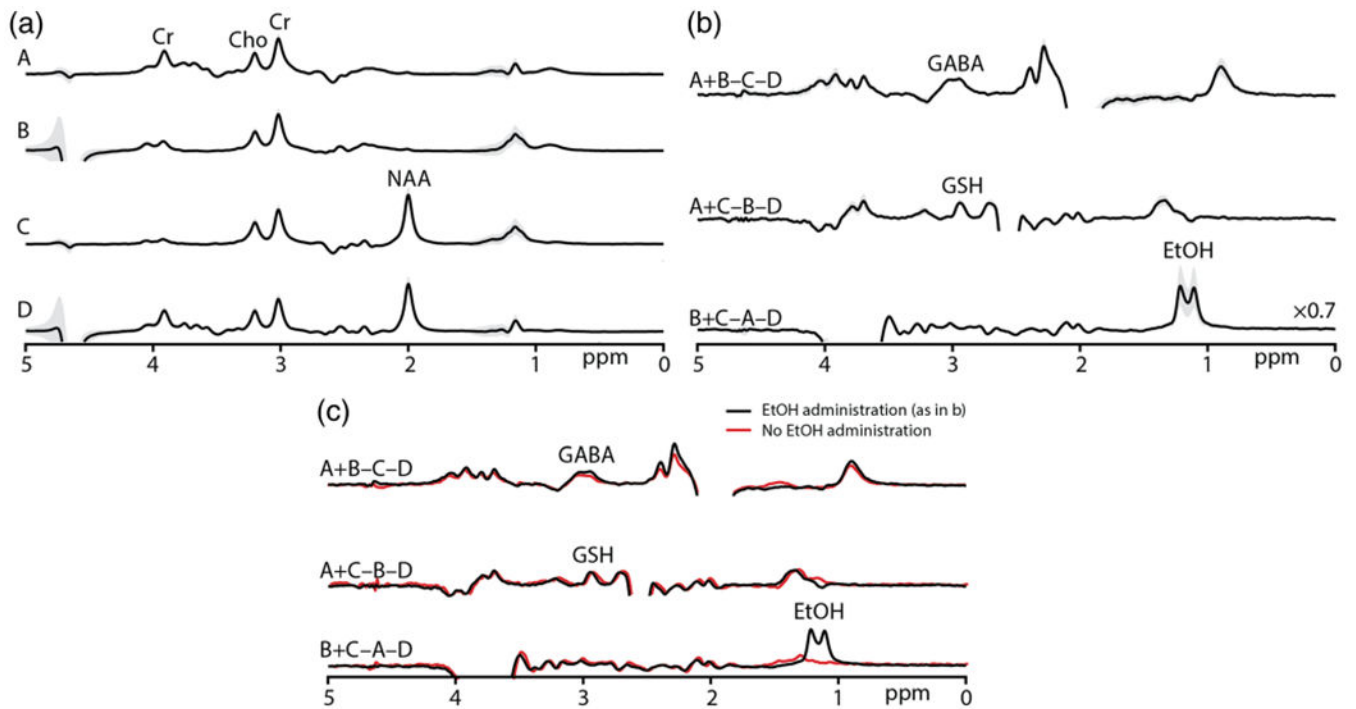 (a)
Cr
Cho
Cr
A
B
NAA
C
D
5 4 3 2 1 ppm 0
(b)
GABA
A+B−C−D
GSH
A+C−B−D
EtOH
×0.7
B+C−A−D
5 4 3 2 1 ppm 0
(c)
EtOH administration (as in b)
No EtOH administration
GABA
A+B−C−D
GSH
A+C−B−D
EtOH
B+C−A−D
5 4 3 2 1 ppm 0